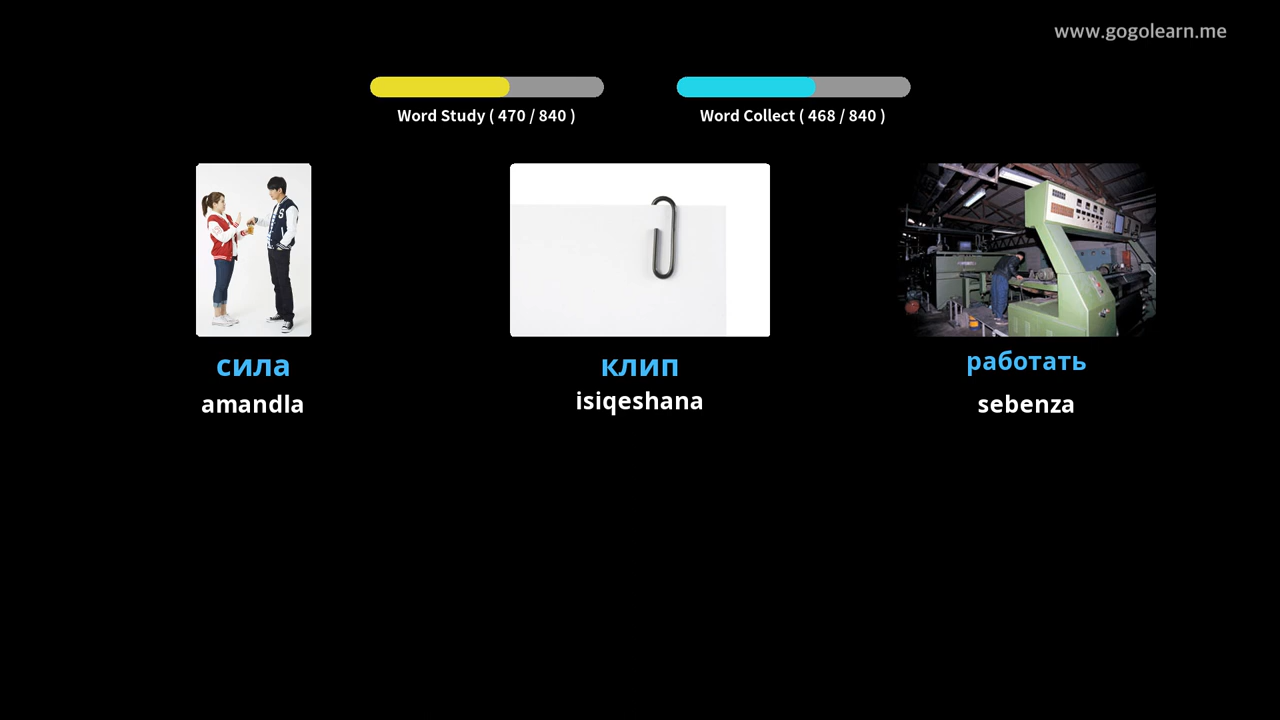 www.gogolearn.me
Word Study ( 470 / 840 )
Word Collect ( 468 / 840 )
сила
клип
работать
amandla
isiqeshana
sebenza